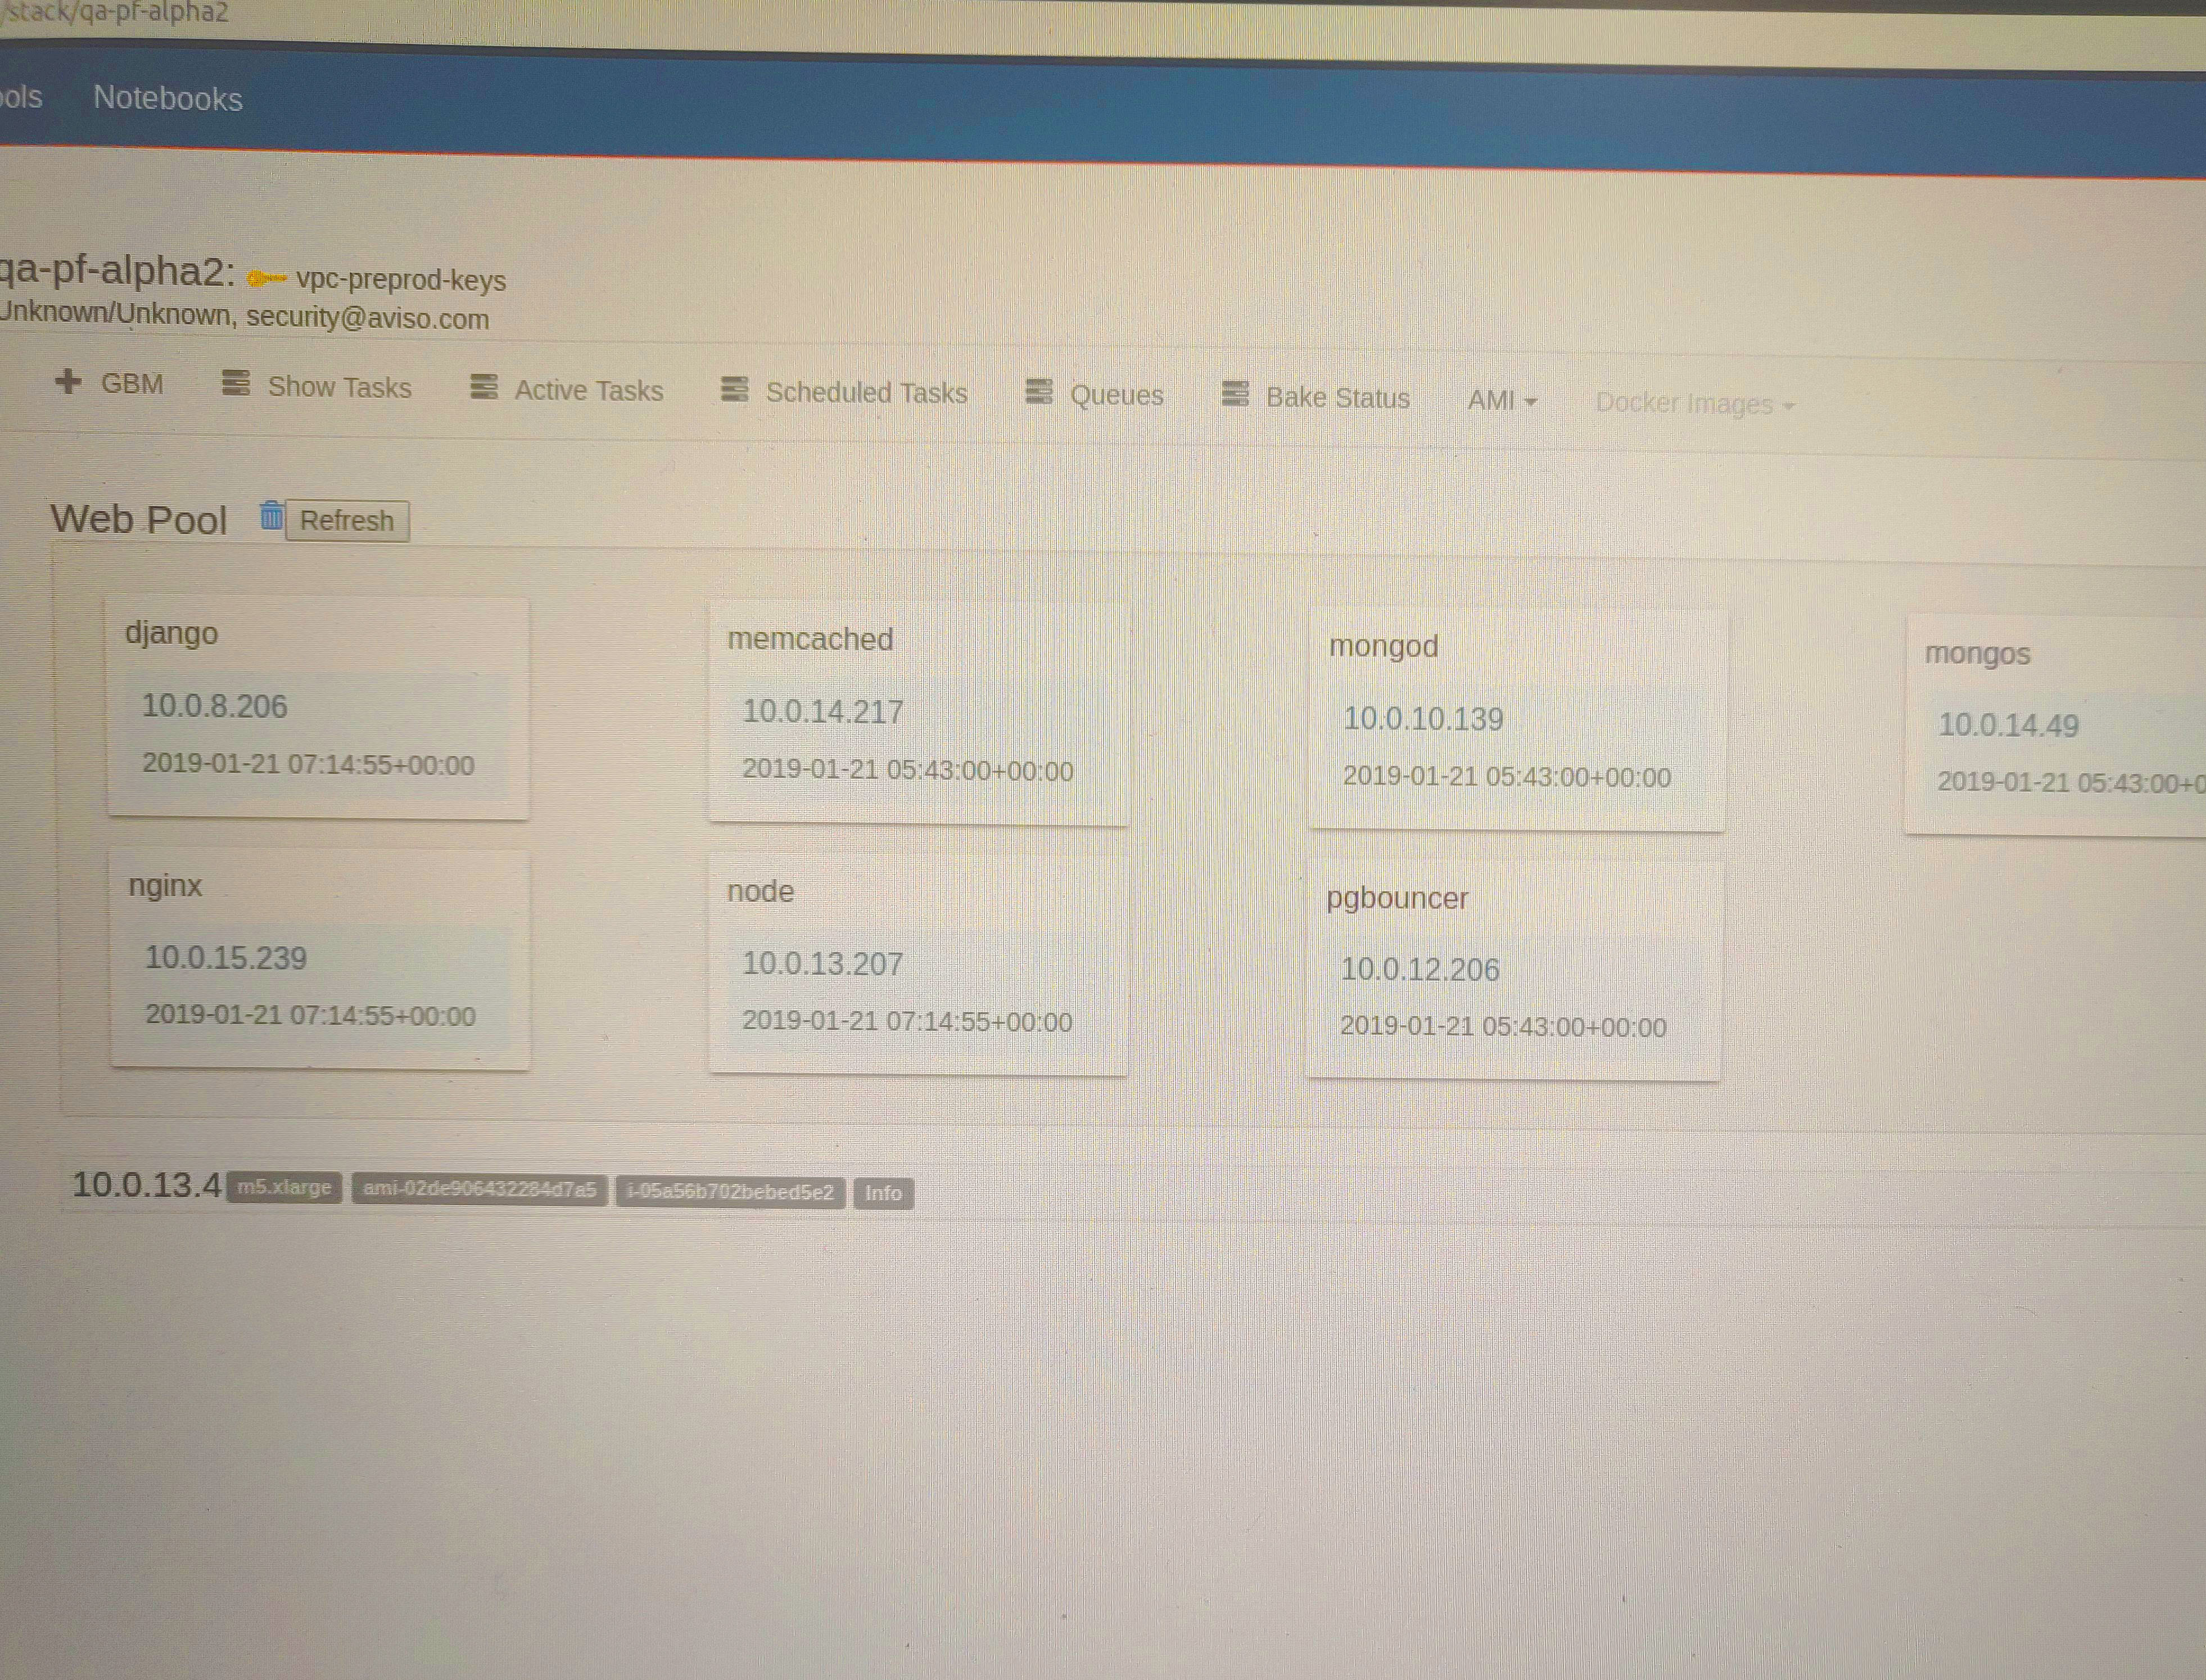 /stack/qa-pf-alpha2
ols Notebooks
qa-pf-alpha2: vpc-preprod-keys
Unknown/Unknown, security@aviso.com
GBM Show Tasks Active Tasks Scheduled Tasks Queues Bake Status AMI Docker Images
Web Pool Refresh
django memcached mongod mongos
10.0.8.206 10.0.14.217 10.0.10.139 10.0.14.49
2019-01-21 07:14:55+00:00 2019-01-21 05:43:00+00:00 2019-01-21 05:43:00+00:00 2019-01-21 05:43:00+0
nginx node pgbouncer
10.0.15.239 10.0.13.207 10.0.12.206
2019-01-21 07:14:55+00:00 2019-01-21 07:14:55+00:00 2019-01-21 05:43:00+00:00
10.0.13.4 m5.xlarge ami-02de906432284d7a5 i-05a56b702bebed5e2 Info